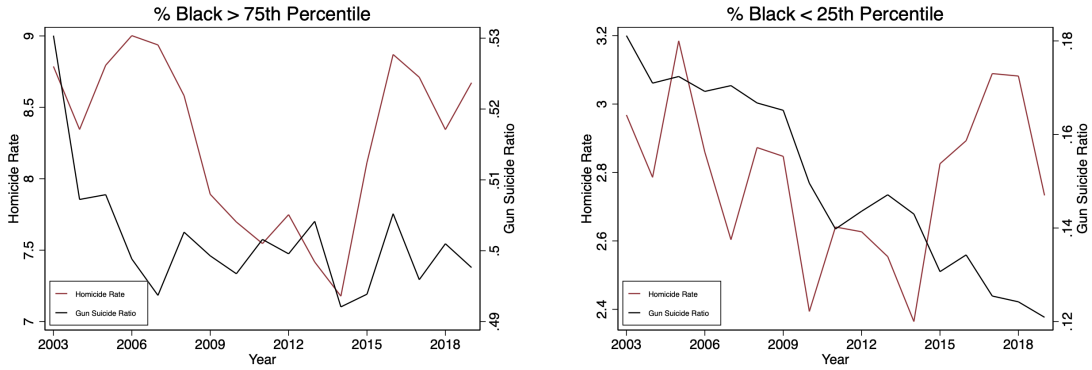 % Black > 75th Percentile
9
8.5
8
7.5
7
Homicide Rate
.53
.52
.51
.5
.49
Gun Suicide Ratio
Homicide Rate
Gun Suicide Ratio
2003
2006
2009
2012
2015
2018
Year
% Black < 25th Percentile
3.2
3
2.8
2.6
2.4
Homicide Rate
.18
.16
.14
.12
Gun Suicide Ratio
Homicide Rate
Gun Suicide Ratio
2003
2006
2009
2012
2015
2018
Year